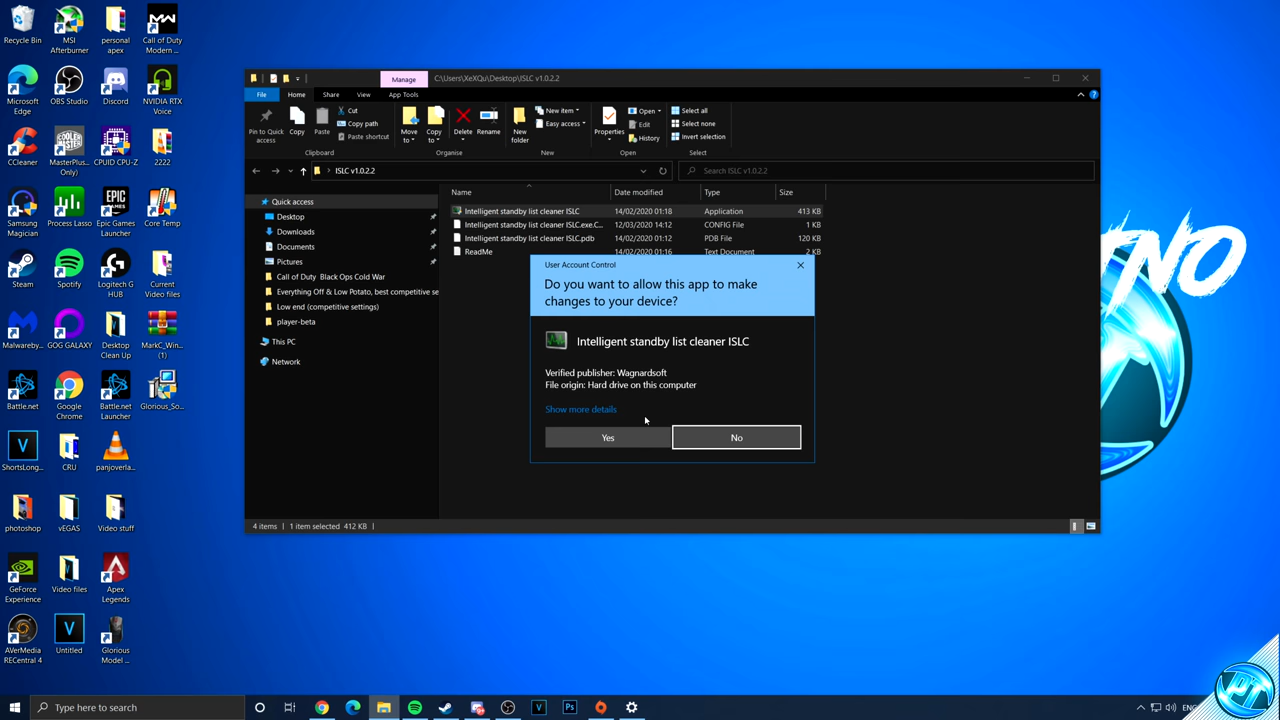 Recycle Bin
MSI Afterburner
personal apex
Call of Duty Modern ...
Microsoft Edge
OBS Studio
Discord
NVIDIA RTX Voice
CCleaner
MasterPlus... Only)
CPUID CPU-Z
2222
Samsung Magician
Process Lasso
Epic Games Launcher
Core Temp
Steam
Spotify
Logitech G HUB
Current Video files
Malwareby...
GOG GALAXY
Desktop Clean Up
MarkC_Win... (1)
Battle.net
Google Chrome
Battle.net Launcher
Glorious_So...
ShortsLong...
CRU
panjoverla...
photoshop
vEGAS
Video stuff
GeForce Experience
Video files
Apex Legends
AVerMedia RECentral 4
Untitled
Glorious Model ...
Manage
C:\Users\XeXQu\Desktop\ISLC v1.0.2.2
File Home Share View App Tools
Pin to Quick access
Copy
Paste
Cut
Copy path
Paste shortcut
Clipboard
Move to
Copy to
Delete
Rename
Organise
New folder
New item
Easy access
New
Properties
Open
Edit
History
Open
Select all
Select none
Invert selection
Select
ISLC v1.0.2.2
Search ISLC v1.0.2.2
Quick access
Desktop
Downloads
Documents
Pictures
Call of Duty Black Ops Cold War
Everything Off & Low Potato, best competitive se
Low end (competitive settings)
player-beta
This PC
Network
Name Date modified Type Size
Intelligent standby list cleaner ISLC 14/02/2020 01:18 Application 413 KB
Intelligent standby list cleaner ISLC.exe.C... 12/03/2020 14:12 CONFIG File 1 KB
Intelligent standby list cleaner ISLC.pdb 14/02/2020 01:12 PDB File 120 KB
ReadMe 14/02/2020 01:16 Text Document 2 KB
User Account Control
Do you want to allow this app to make
changes to your device?
Intelligent standby list cleaner ISLC
Verified publisher: Wagnardsoft
File origin: Hard drive on this computer
Show more details
Yes
No
4 items 1 item selected 412 KB
NO
Type here to search
ENG